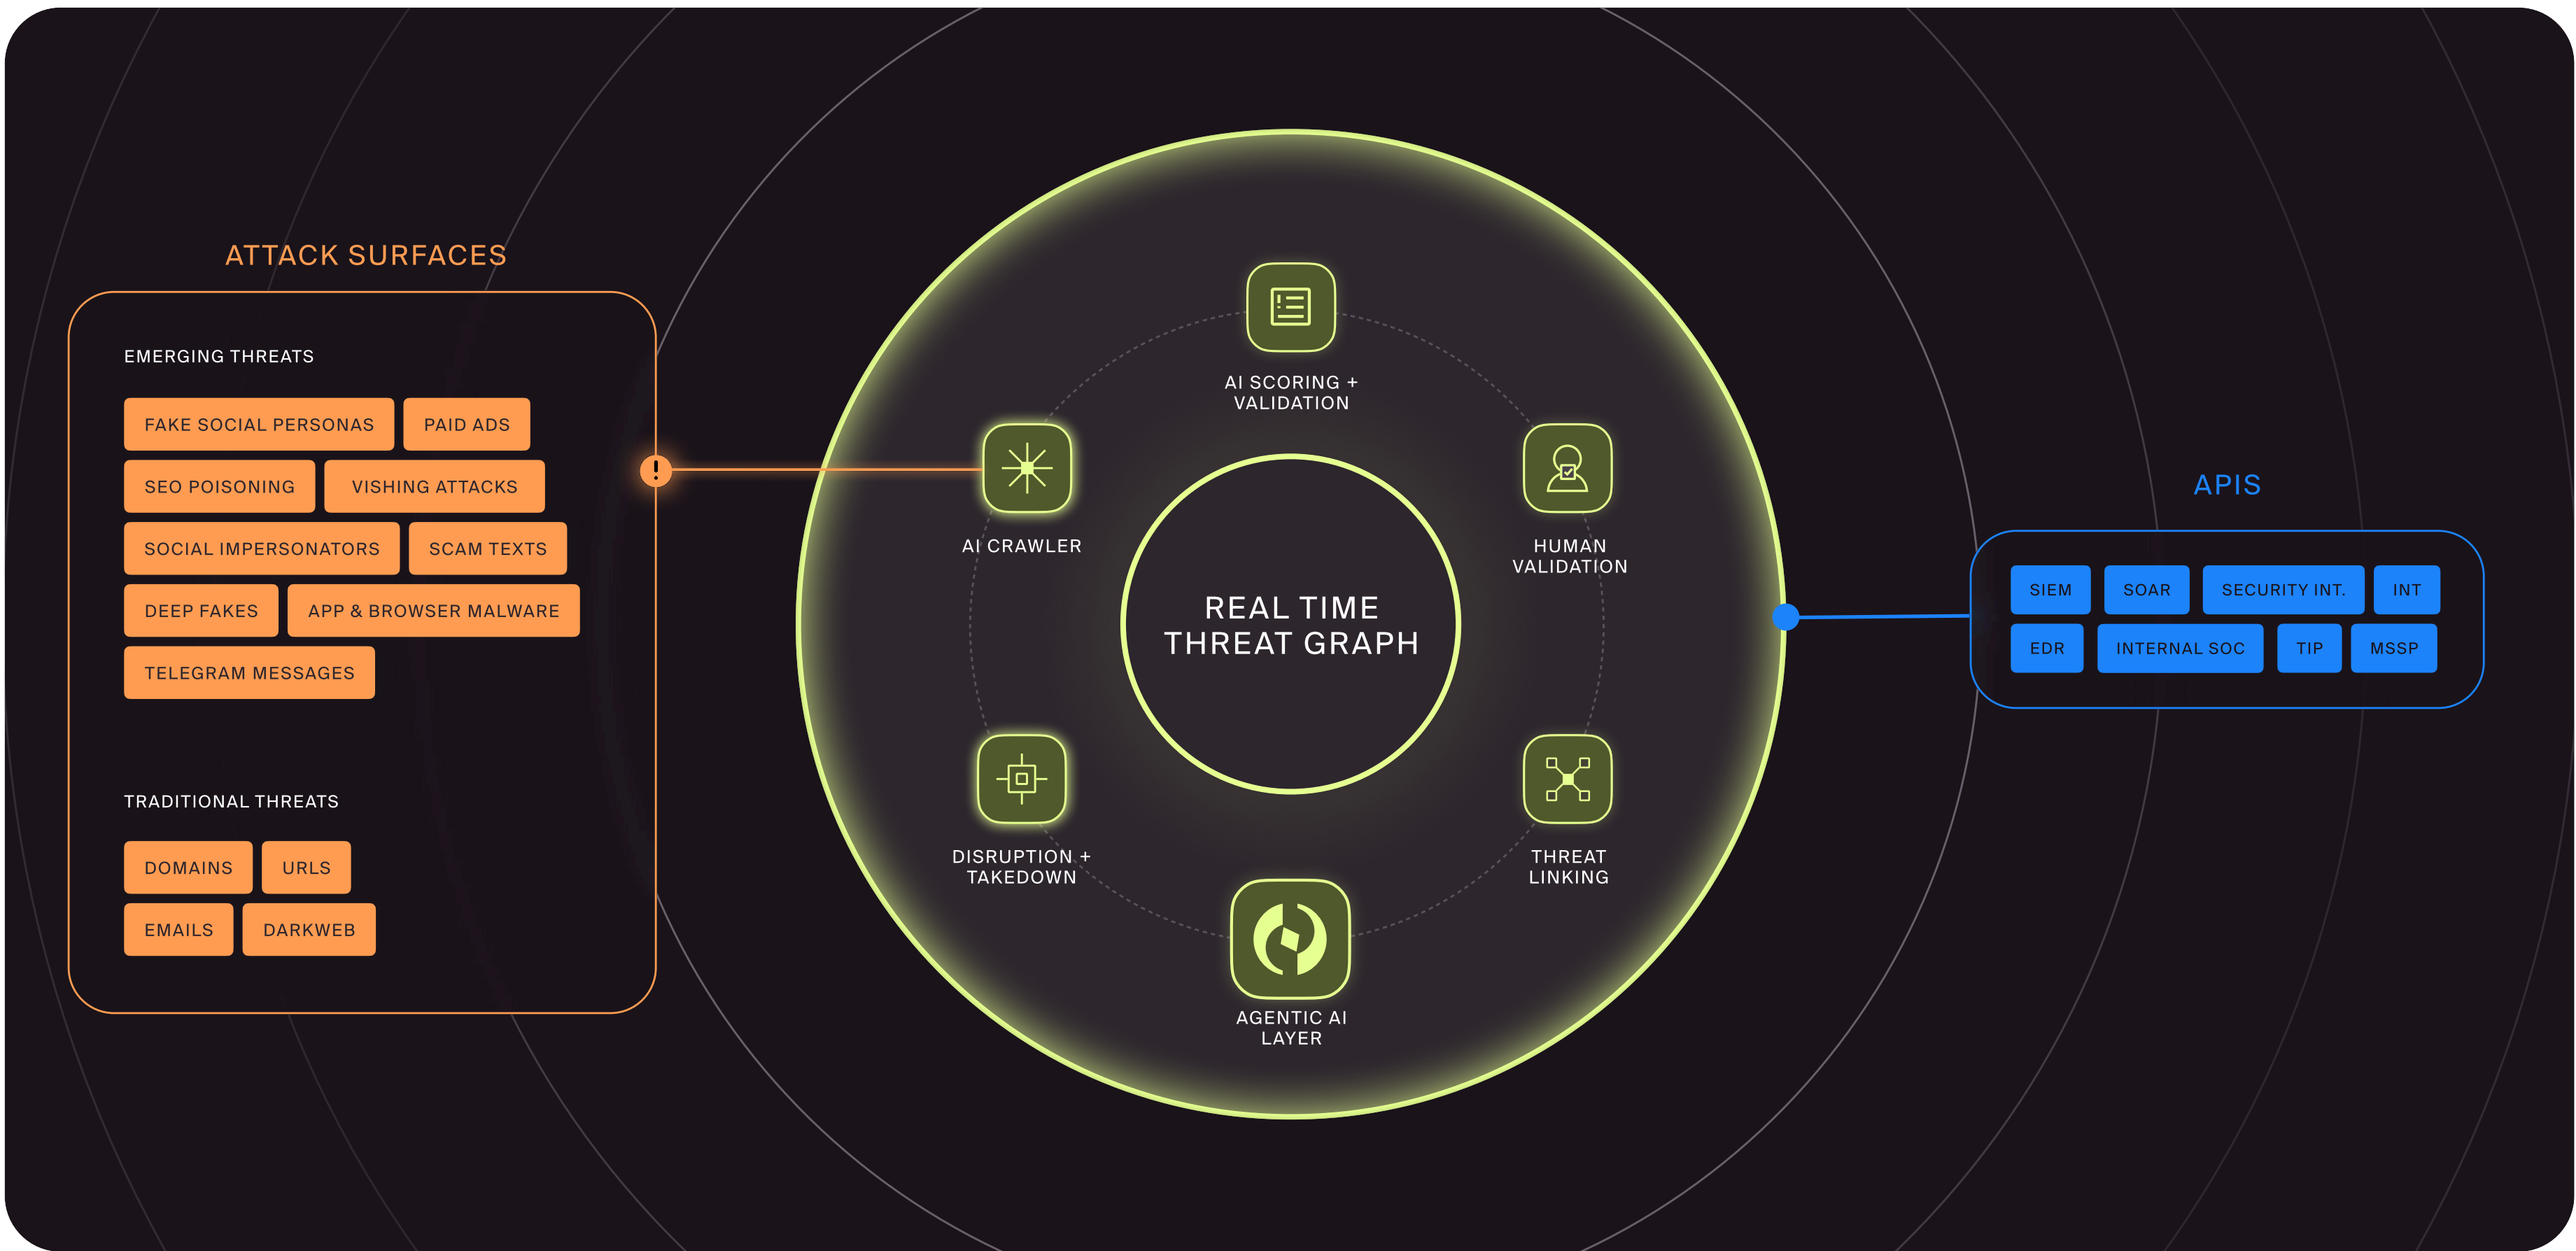 ATTACK SURFACES
EMERGING THREATS
FAKE SOCIAL PERSONAS
PAID ADS
SEO POISONING
VISHING ATTACKS
SOCIAL IMPERSONATORS
SCAM TEXTS
DEEP FAKES
APP & BROWSER MALWARE
TELEGRAM MESSAGES
TRADITIONAL THREATS
DOMAINS
URLS
EMAILS
DARKWEB
AI SCORING +
VALIDATION
AI CRAWLER
HUMAN
VALIDATION
REAL TIME
THREAT GRAPH
DISRUPTION +
TAKEDOWN
THREAT
LINKING
AGENTIC AI
LAYER
APIS
SIEM
SOAR
SECURITY INT.
INT
EDR
INTERNAL SOC
TIP
MSSP